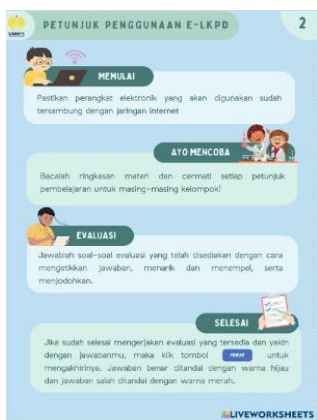 UNNES
PETUNJUK PENGGUNAAN E-LKPD
2
MEMULAI
Pastikan perangkat elektronik yang akan digunakan sudah
tersambung dengan jaringan internet
AYO MENCOBA
Bacalah ringkasan materi dan cermati setiap petunjuk
pembelajaran untuk masing-masing kelompok!
EVALUASI
Jawablah soal-soal evaluasi yang telah disediakan dengan cara
mengetikkan jawaban, menarik dan menempel, serta
menjodohkan.
SELESAI
Jika sudah selesai mengerjakan evaluasi yang tersedia dan yakin
dengan jawabanmu, maka klik tombol untuk
mengakhirinya. Jawaban benar ditandai dengan warna hijau
dan jawaban salah ditandai dengan warna merah.
LIVEWORKSHEETS